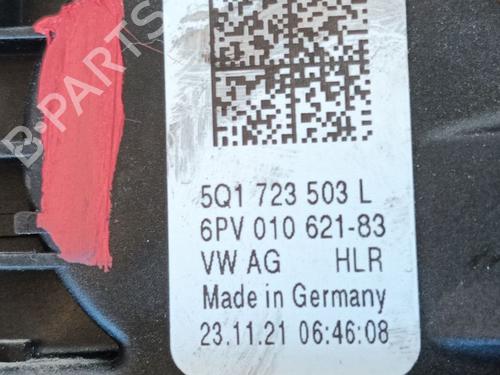 B-PARTS
5Q1 723 503 L
6PV 010 621-83
VW AG HLR
Made in Germany
23.11.21 06:46:08